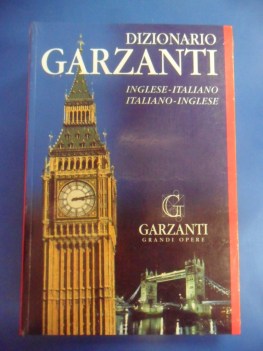 DIZIONARIO
GARZANTI
INGLESE-ITALIANO
ITALIANO-INGLESE
G
GARZANTI
GRANDI OPERE